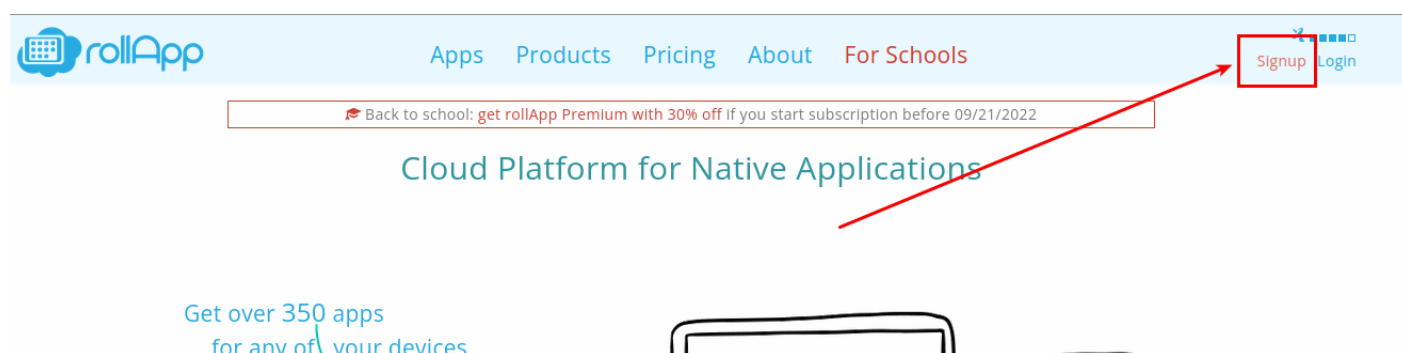 rollApp
Apps Products Pricing About For Schools
Signup Login
Back to school: get rollApp Premium with 30% off if you start subscription before 09/21/2022
Cloud Platform for Native Applications
Get over 350 apps
for any of your devices